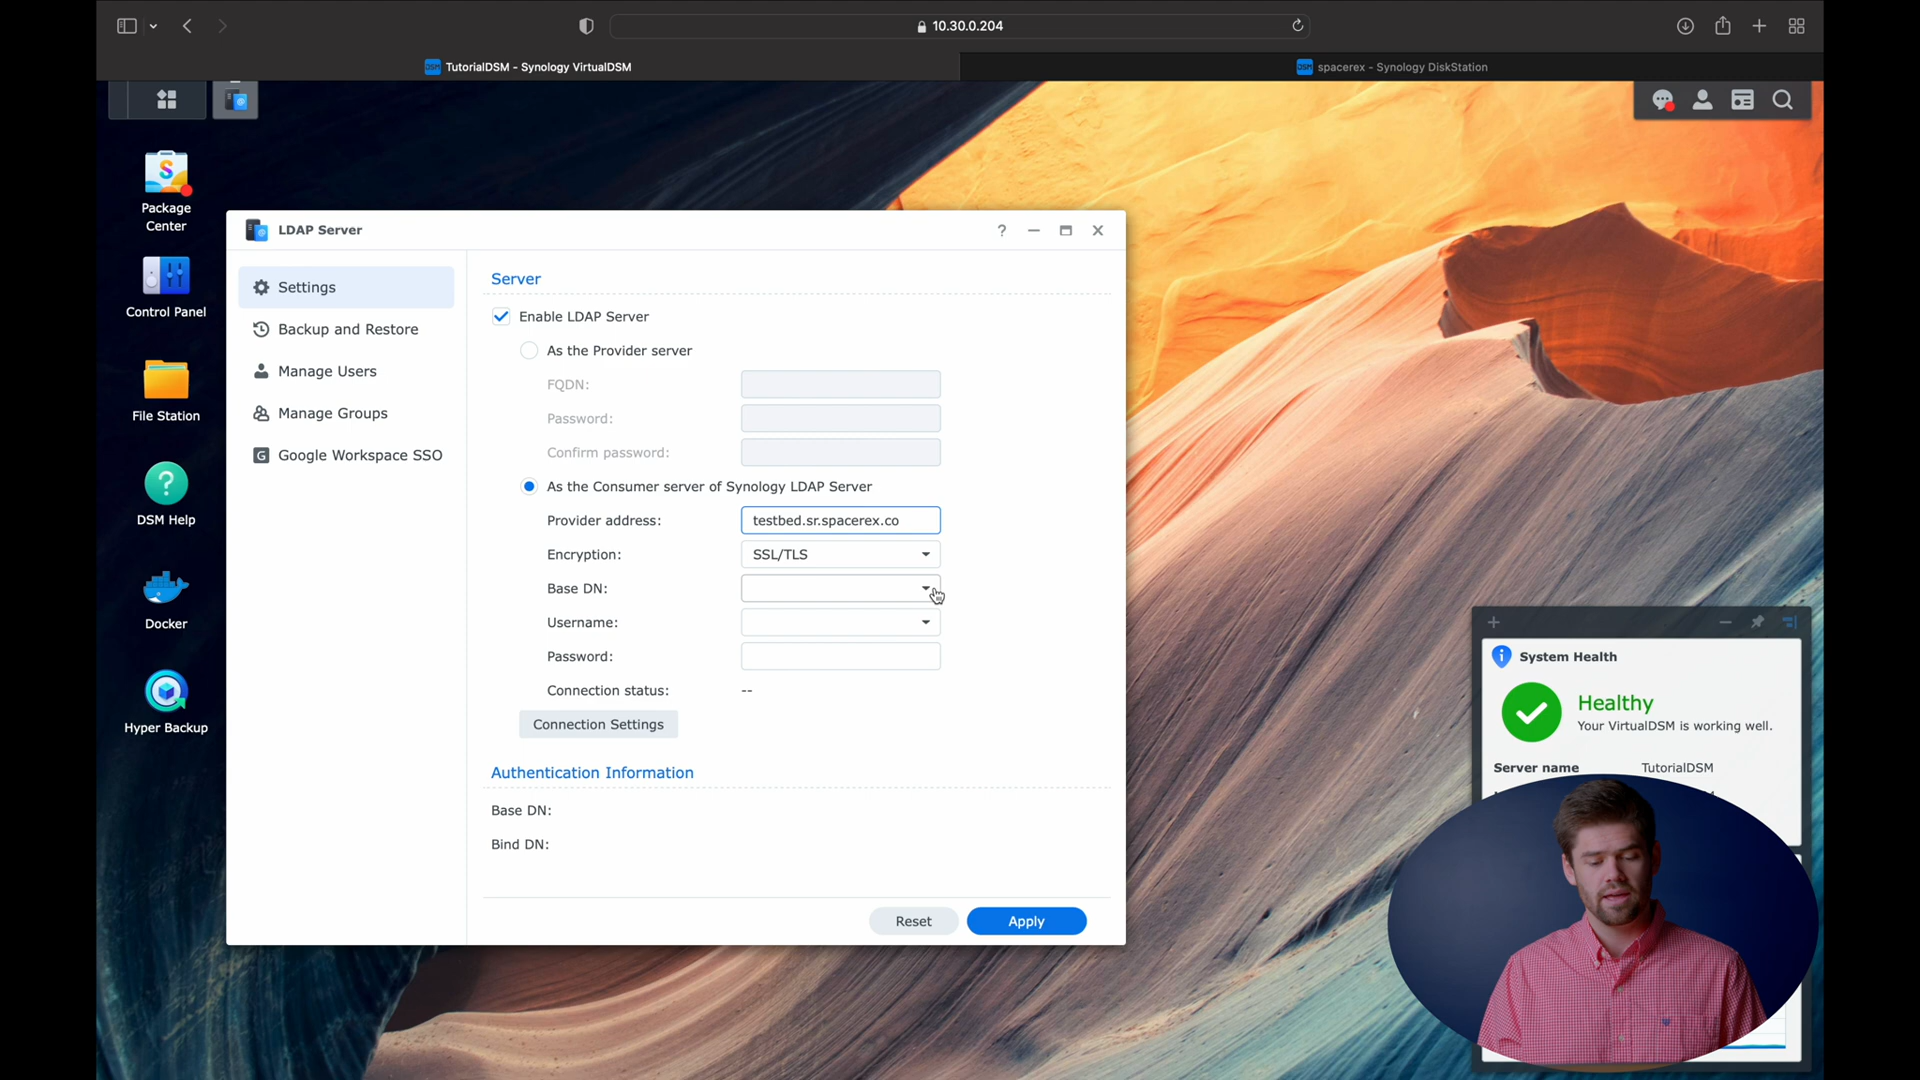 10.30.0.204
TutorialDSM - Synology VirtualDSM
spacerex - Synology DiskStation
Package
Center
Control Panel
File Station
DSM Help
Docker
Hyper Backup
LDAP Server
Settings
Backup and Restore
Manage Users
Manage Groups
Google Workspace SSO
Server
Enable LDAP Server
As the Provider server
FQDN:
Password:
Confirm password:
As the Consumer server of Synology LDAP Server
Provider address: testbed.sr.spacerex.co
Encryption: SSL/TLS
Base DN:
Username:
Password:
Connection status: --
Connection Settings
Authentication Information
Base DN:
Bind DN:
Reset
Apply
System Health
Healthy
Your VirtualDSM is working well.
Server name TutorialDSM